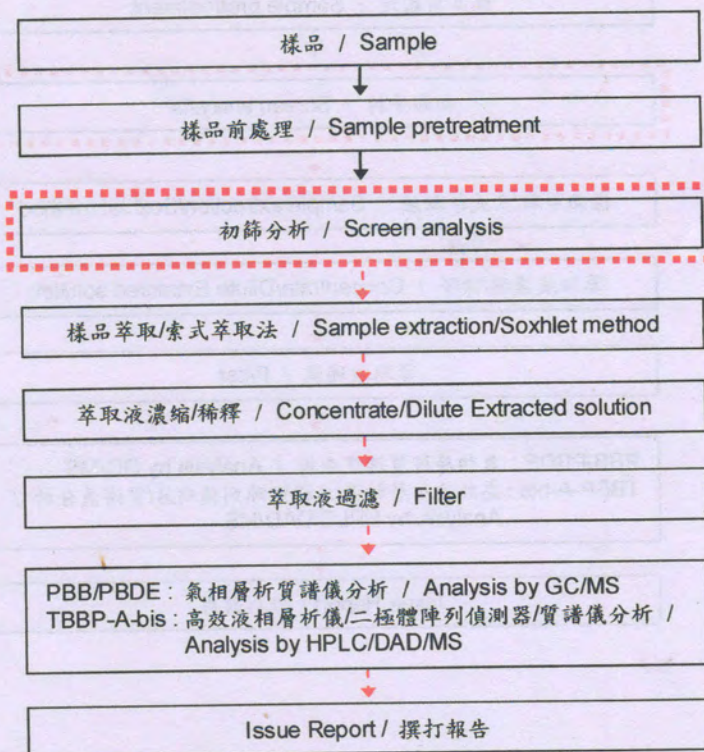 樣品 / Sample
樣品前處理 / Sample pretreatment
初篩分析 / Screen analysis
樣品萃取/索式萃取法 / Sample extraction/Soxhlet method
萃取液濃縮/稀釋 / Concentrate/Dilute Extracted solution
萃取液過濾 / Filter
PBB/PBDE : 氣相層析質譜儀分析 / Analysis by GC/MS
TBBP-A-bis : 高效液相層析儀/二極體陣列偵測器/質譜儀分析 /
Analysis by HPLC/DAD/MS
Issue Report / 撰打報告